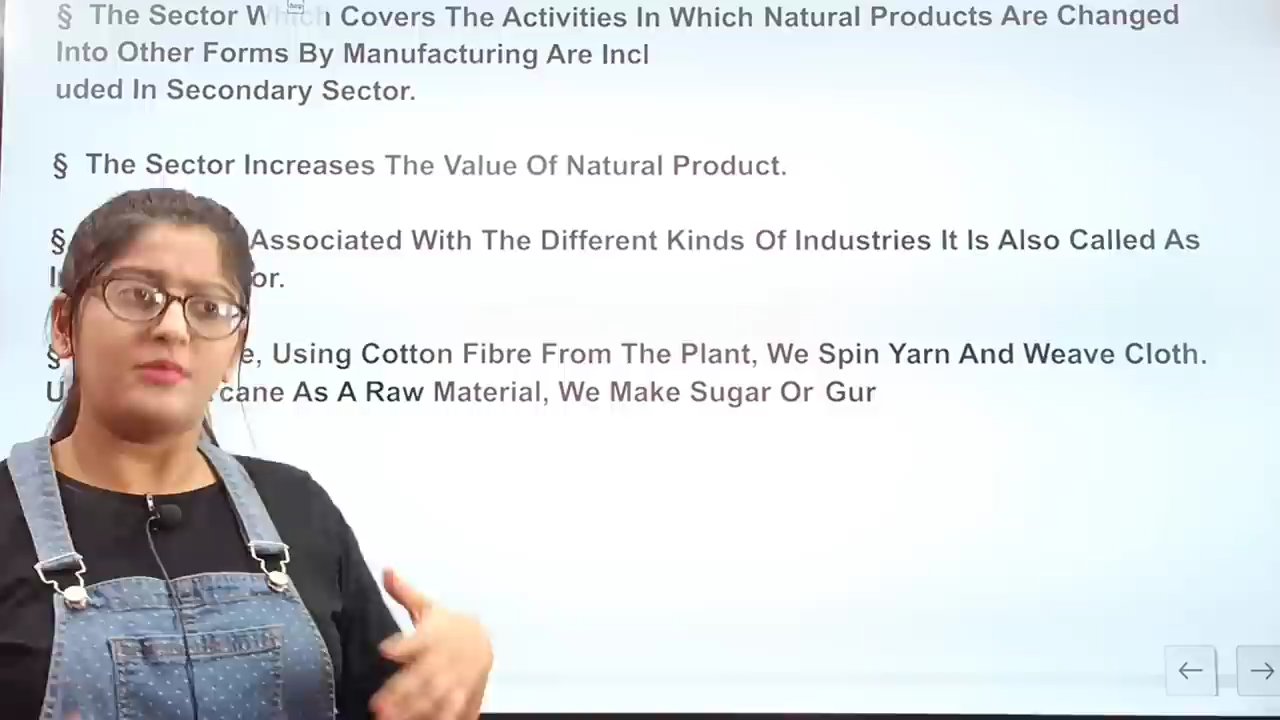 § The Sector Which Covers The Activities In Which Natural Products Are Changed
Into Other Forms By Manufacturing Are Incl
uded In Secondary Sector.
§ The Sector Increases The Value Of Natural Product.
§ Associated With The Different Kinds Of Industries It Is Also Called As
or.
§ e, Using Cotton Fibre From The Plant, We Spin Yarn And Weave Cloth.
U cane As A Raw Material, We Make Sugar Or Gur